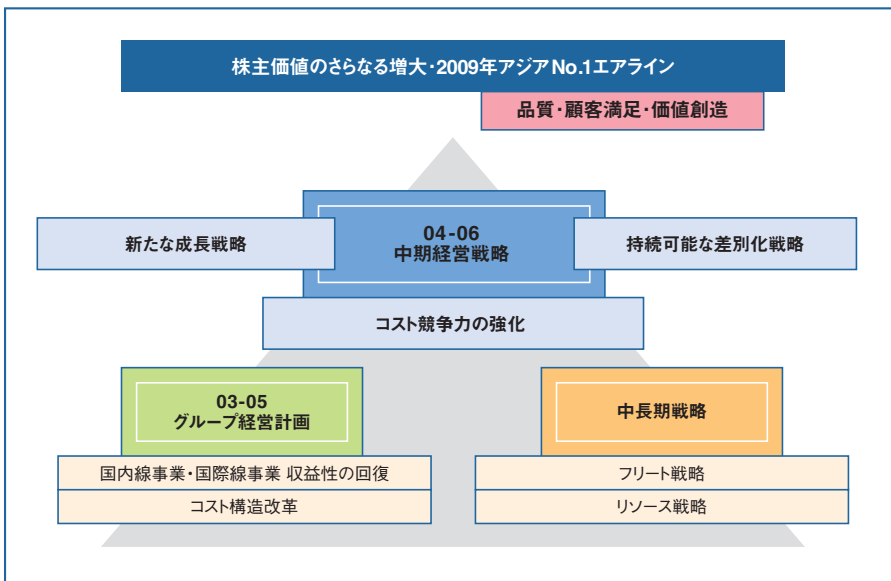 株主価値のさらなる増大・2009年アジアNo.1エアライン
品質・顧客満足・価値創造
04-06
中期経営戦略
新たな成長戦略
持続可能な差別化戦略
コスト競争力の強化
03-05
グループ経営計画
中長期戦略
国内線事業・国際線事業 収益性の回復
コスト構造改革
フリート戦略
リソース戦略